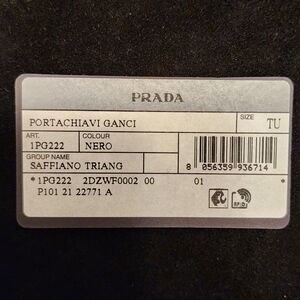 PRADA
PORTACHIAVI GANCI
SIZE
TU
ART.
COLOUR
1PG222
NERO
GROUP NAME
SAFFIANO TRIANG
8 056359 936714
*1PG222 2DZWF0002 00 01 *
P101 21 22771 A
RFID